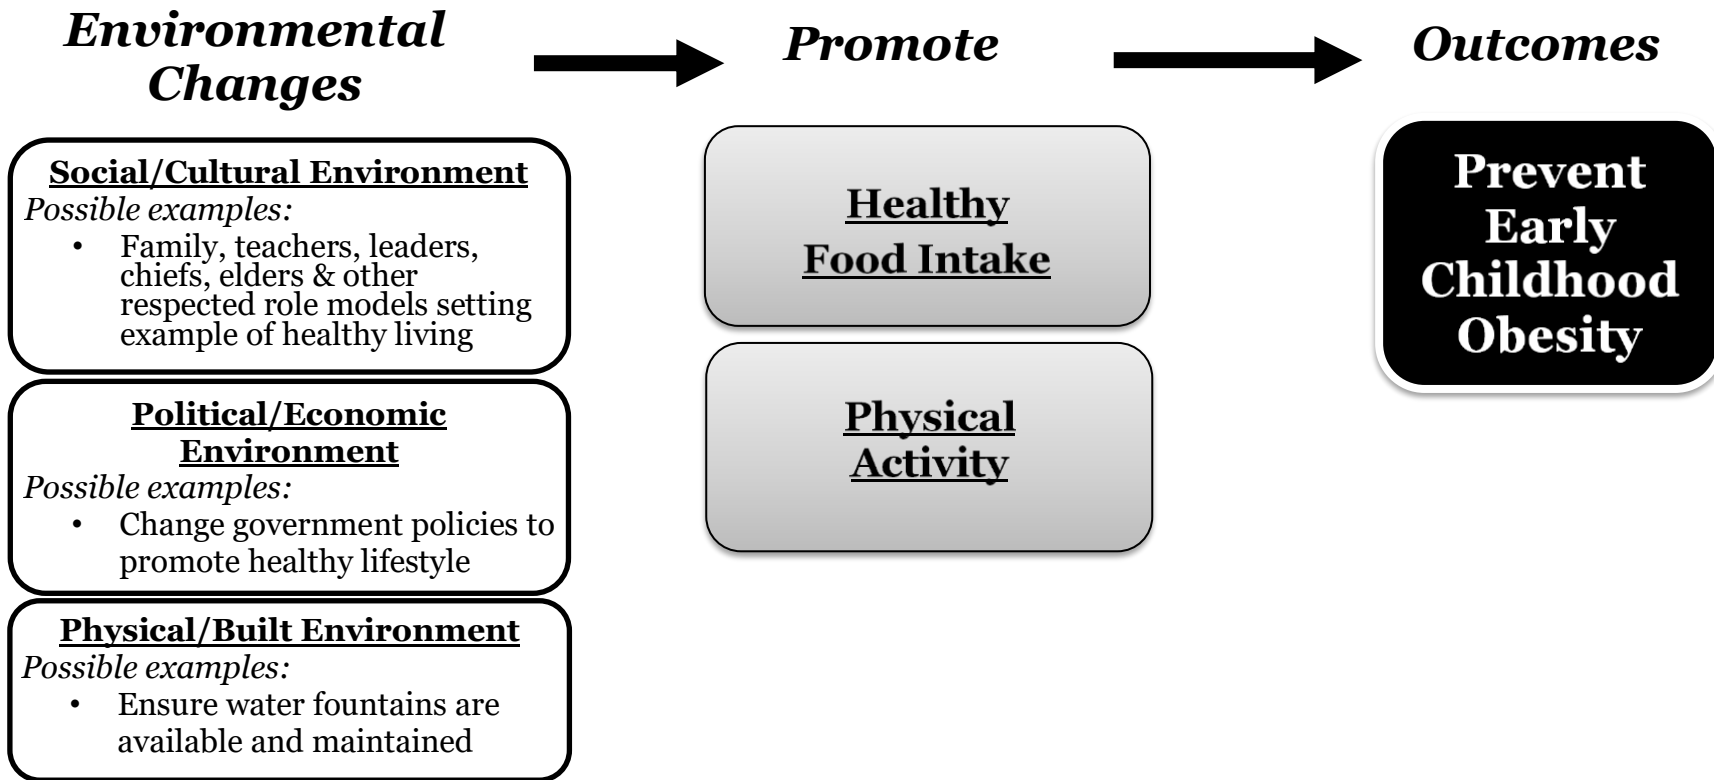 Environmental
Changes
Promote
Outcomes
Social/Cultural Environment
Possible examples:
• Family, teachers, leaders,
chiefs, elders & other
respected role models setting
example of healthy living
Political/Economic
Environment
Possible examples:
• Change government policies to
promote healthy lifestyle
Physical/Built Environment
Possible examples:
• Ensure water fountains are
available and maintained
Healthy
Food Intake
Physical
Activity
Prevent
Early
Childhood
Obesity